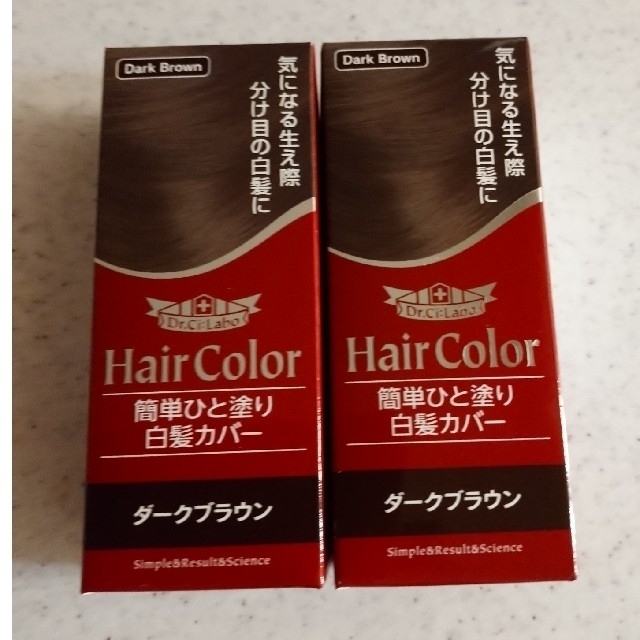 Dark Brown
気になる生え際
分け目の白髪に
Dr.Ci:Labo
Hair Color
簡単ひと塗り
白髪カバー
ダークブラウン
Simple&Result&Science
Dark Brown
気になる生え際
分け目の白髪に
Dr.Ci:Labo
Hair Color
簡単ひと塗り
白髪カバー
ダークブラウン
Simple&Result&Science